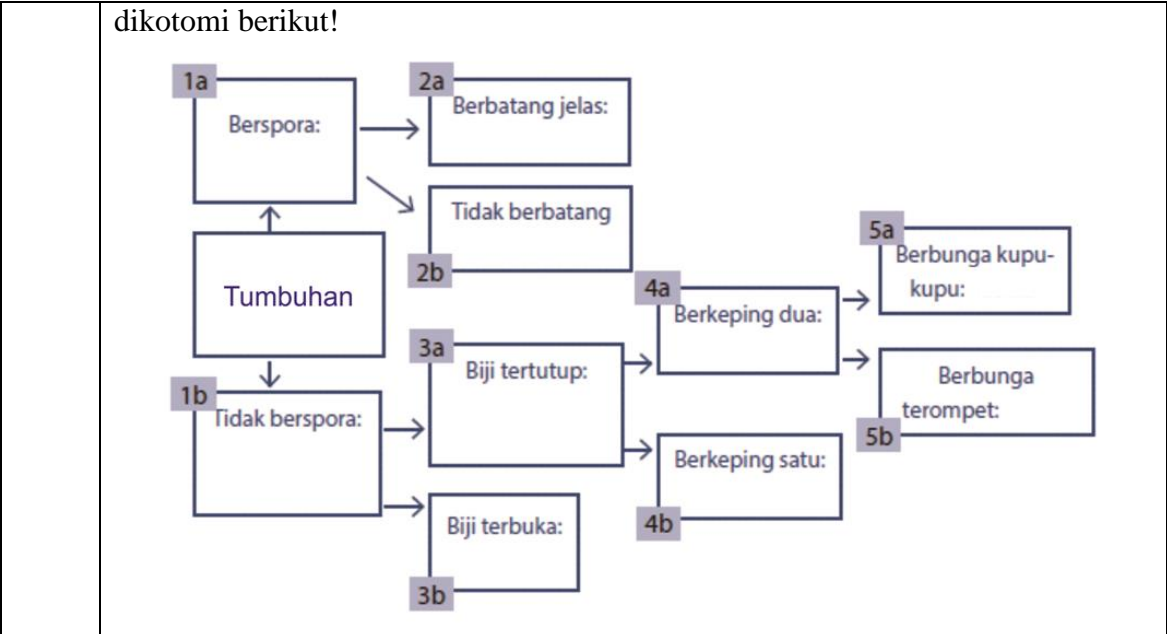 dikotomi berikut!
1a
Berspora:
2a
Berbatang jelas:
Tidak berbatang
2b
Tumbuhan
1b
Tidak berspora:
3a
Biji tertutup:
Biji terbuka:
3b
4a
Berkeping dua:
Berkeping satu:
4b
5a
Berbunga kupu-
kupu:
Berbunga
terompet:
5b